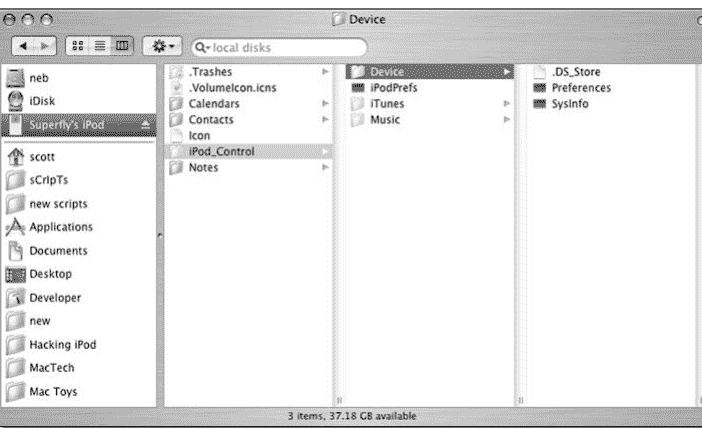 Device
local disks
neb
iDisk
Superfly's iPod
scott
sCrIpTs
new scripts
Applications
Documents
Desktop
Developer
new
Hacking iPod
MacTech
Mac Toys
.Trashes
.VolumeIcon.icns
Calendars
Contacts
Icon
iPod_Control
Notes
Device
iPodPrefs
iTunes
Music
.DS_Store
Preferences
SysInfo
3 items, 37.18 GB available